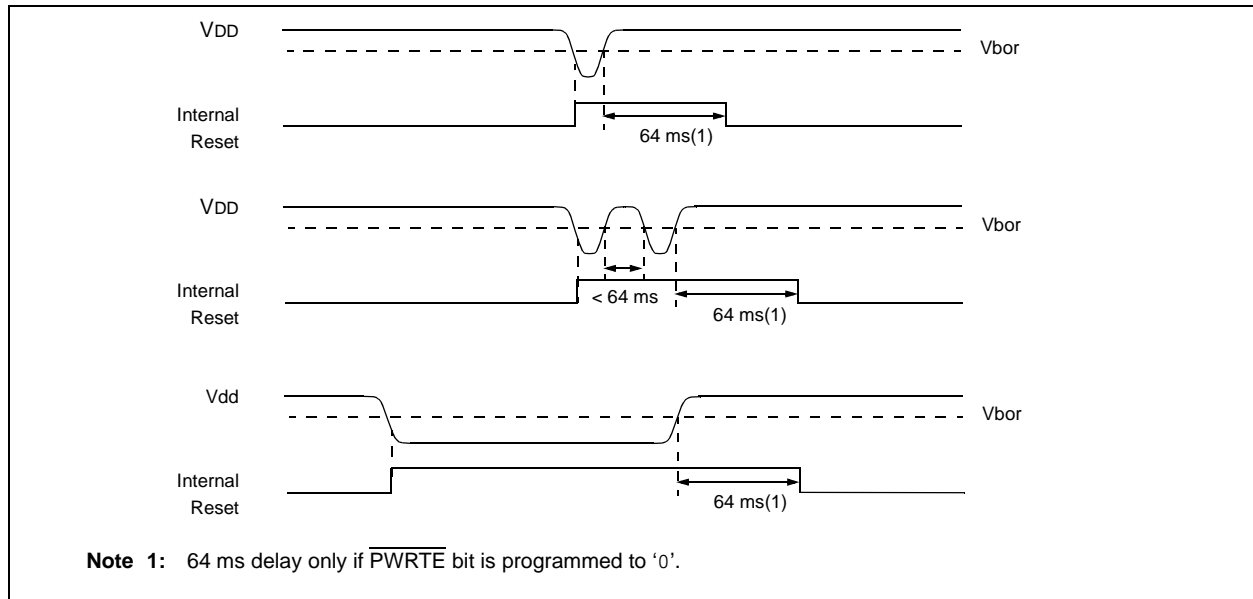 VDD
Vbor
Internal
Reset
64 ms(1)
VDD
Vbor
Internal
Reset
< 64 ms
64 ms(1)
Vdd
Vbor
Internal
Reset
64 ms(1)
Note 1: 64 ms delay only if PWRTE bit is programmed to ‘0’.